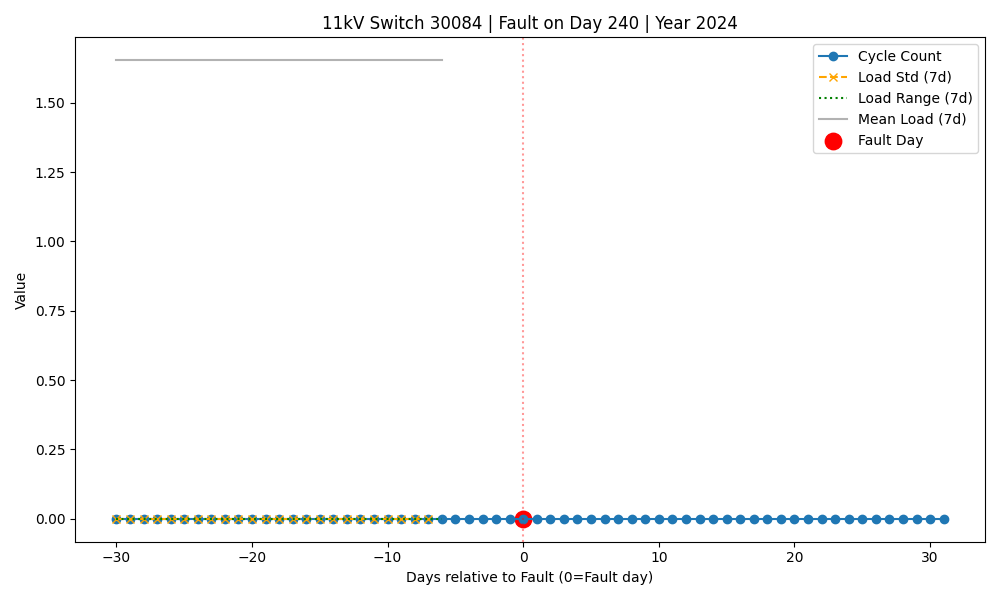 11kV Switch 30084 | Fault on Day 240 | Year 2024
Cycle Count
Load Std (7d)
Load Range (7d)
Mean Load (7d)
Fault Day
Value
1.50
1.25
1.00
0.75
0.50
0.25
0.00
−30 −20 −10 0 10 20 30
Days relative to Fault (0=Fault day)